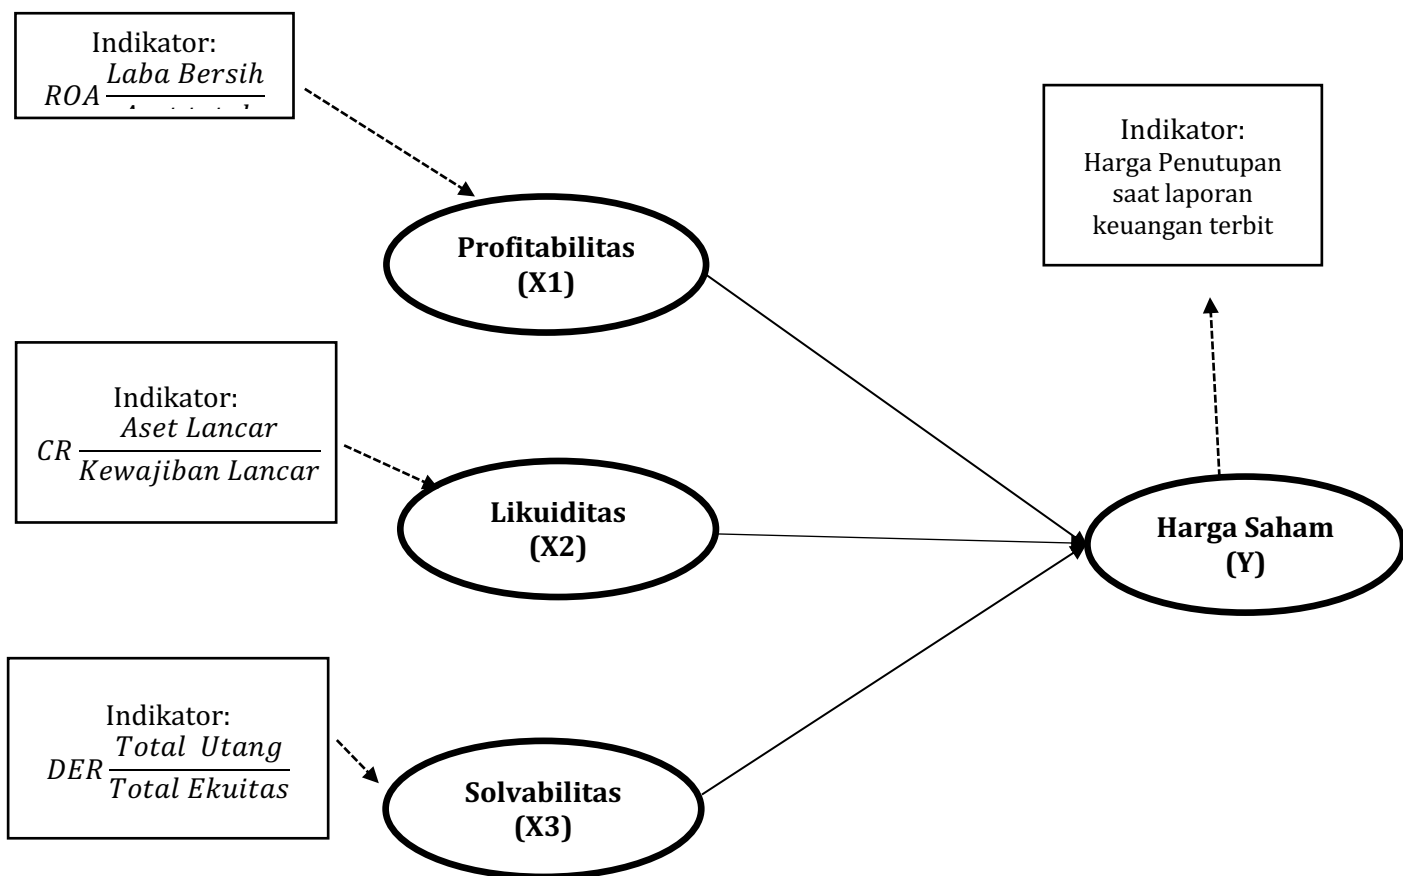 Indikator:
ROA Laba Bersih
Indikator:
Harga Penutupan
saat laporan
keuangan terbit
Profitabilitas
(X1)
Indikator:
CR Aset Lancar
Kewajiban Lancar
Likuiditas
(X2)
Harga Saham
(Y)
Indikator:
DER Total Utang
Total Ekuitas
Solvabilitas
(X3)